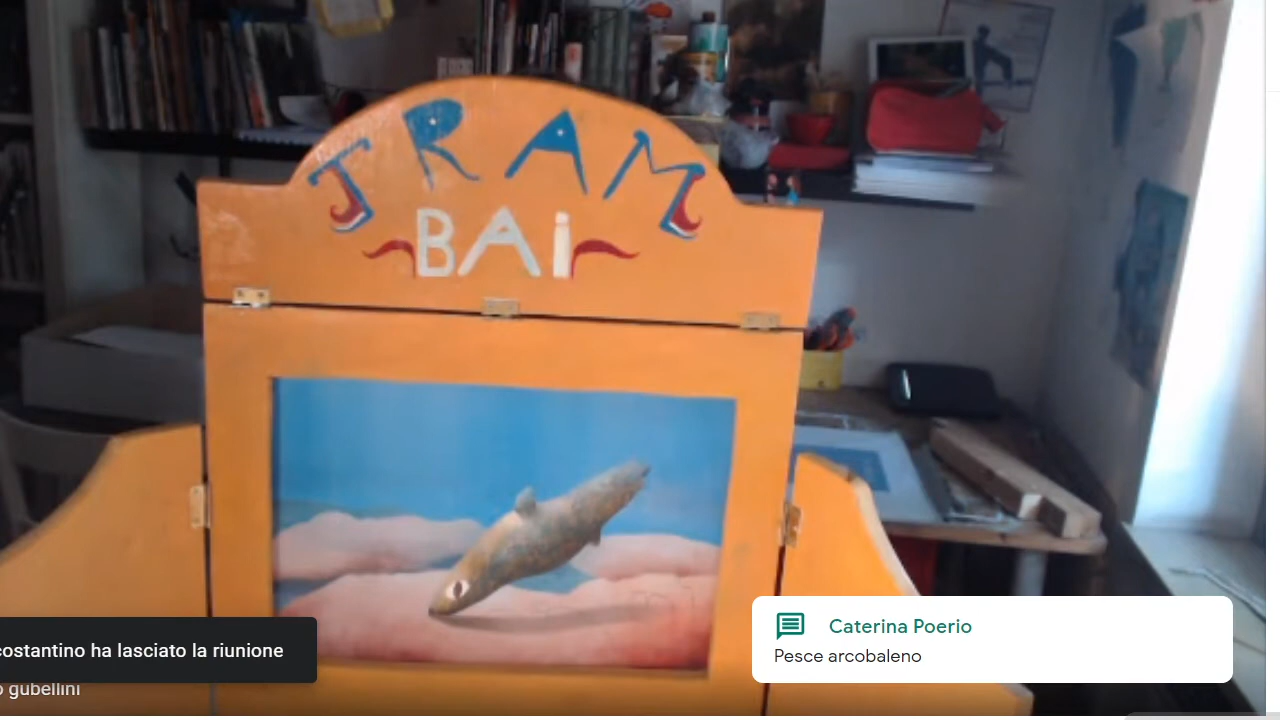 TRAM
BAi
costantino ha lasciato la riunione
o gubellini
Caterina Poerio
Pesce arcobaleno